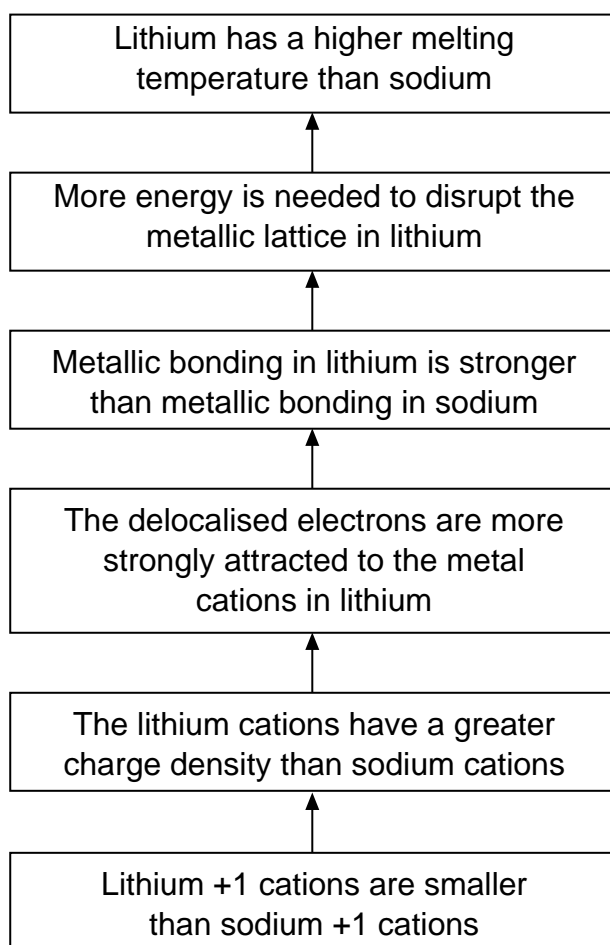 Lithium has a higher melting
temperature than sodium
More energy is needed to disrupt the
metallic lattice in lithium
Metallic bonding in lithium is stronger
than metallic bonding in sodium
The delocalised electrons are more
strongly attracted to the metal
cations in lithium
The lithium cations have a greater
charge density than sodium cations
Lithium +1 cations are smaller
than sodium +1 cations